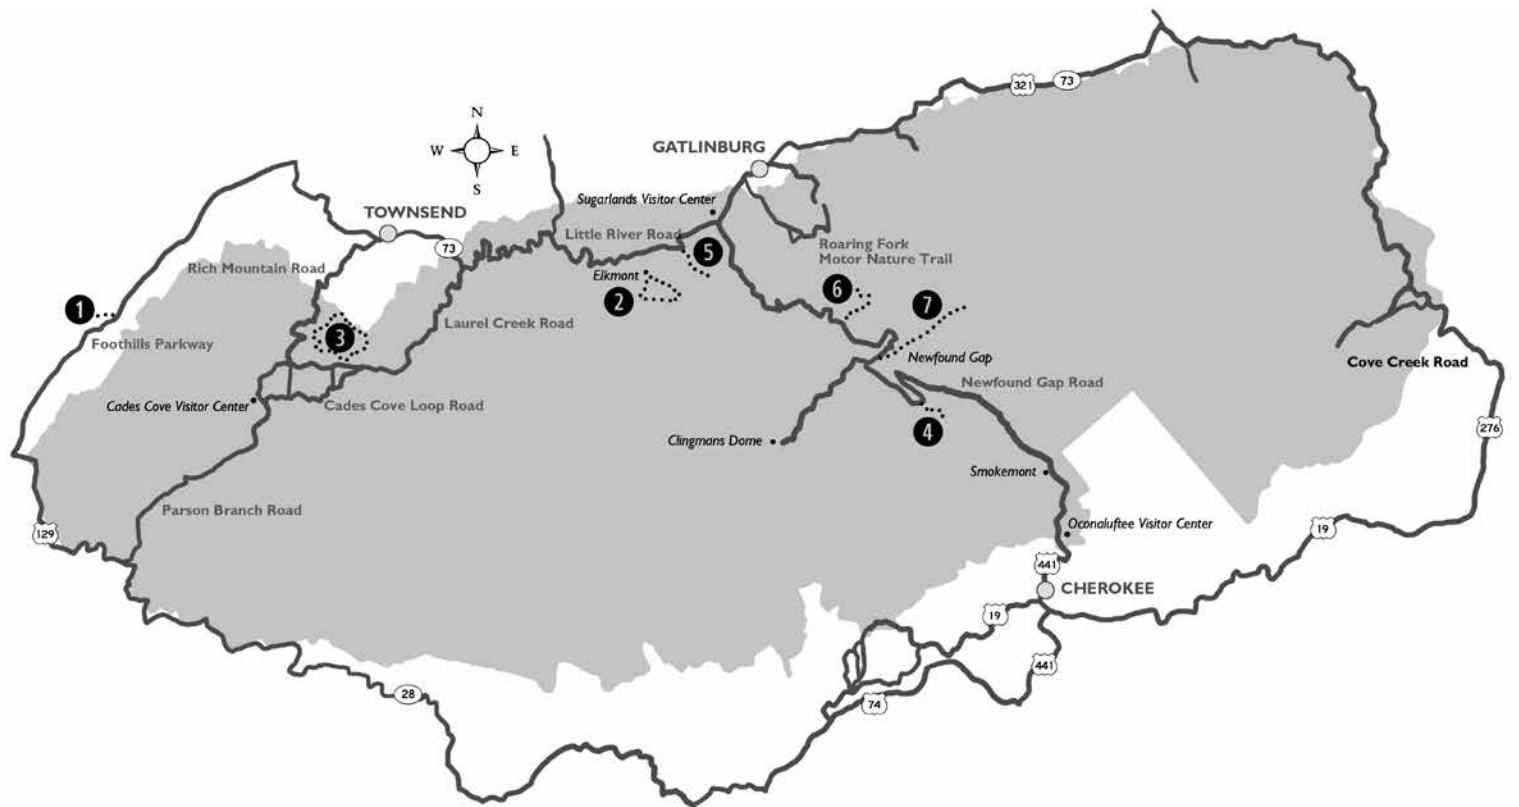 321
73
N
W
E
S
GATLINBURG
Sugarlands Visitor Center
TOWNSEND
Little River Road
73
Roaring Fork
Motor Nature Trail
5
Rich Mountain Road
Elkmont
2
6
7
1
Laurel Creek Road
3
Foothills Parkway
Newfound Gap
Cove Creek Road
Newfound Gap Road
Cades Cove Visitor Center
Cades Cove Loop Road
4
276
Clingmans Dome
Smokemont
Parson Branch Road
Oconaluftee Visitor Center
19
129
441
CHEROKEE
19
441
28
74